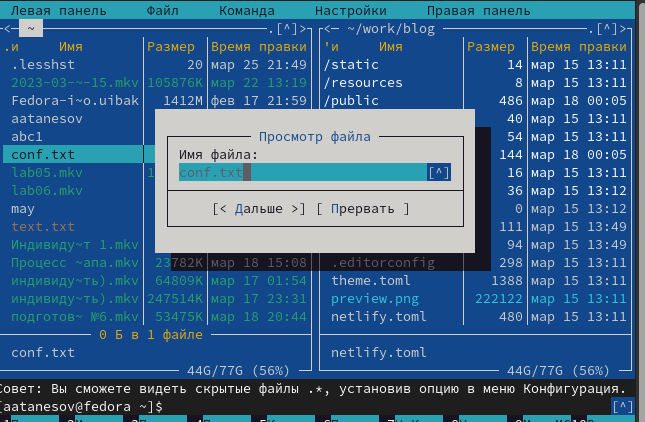 Левая панель Файл Команда Настройки Правая панель
<─ ~ .[^]> <─ ~/work/blog .[^]>
.и Имя Размер Время правки 'и Имя Размер Время правки
.lesshst 20 мар 25 21:49 /static 14 мар 15 13:11
2023-03-~-15.mkv 105876K мар 22 13:19 /resources 8 мар 15 13:11
Fedora-i~o.uibak 1412M фев 17 21:59 /public 486 мар 18 00:05
aatanesov 40 мар 15 13:11
abc1 54 мар 15 13:11
conf.txt 144 мар 18 00:05
lab05.mkv 1 16 мар 15 13:11
lab06.mkv 36 мар 15 13:12
may 0 мар 15 13:12
text.txt 111 мар 15 13:49
Индивиду~т 1.mkv 94 мар 15 13:49
Просмотр файла
Имя файла:
conf.txt [^]
[< Дальше >] [ Прервать ]
Процесс ~апа.mkv 23782K мар 18 15:08 .editorconfig 298 мар 15 13:11
индивиду~ть).mkv 64809K мар 17 01:54 theme.toml 1388 мар 15 13:11
индивиду~ть).mkv 247514K мар 17 23:31 preview.png 222122 мар 15 13:11
подготов~ №6.mkv 53475K мар 18 20:44 netlify.toml 480 мар 15 13:11
0 Б в 1 файле
conf.txt netlify.toml
44G/77G (56%) 44G/77G (56%)
Совет: Вы сможете видеть скрытые файлы .*, установив опцию в меню Конфигурация.
[aatanesov@fedora ~]$ [^]